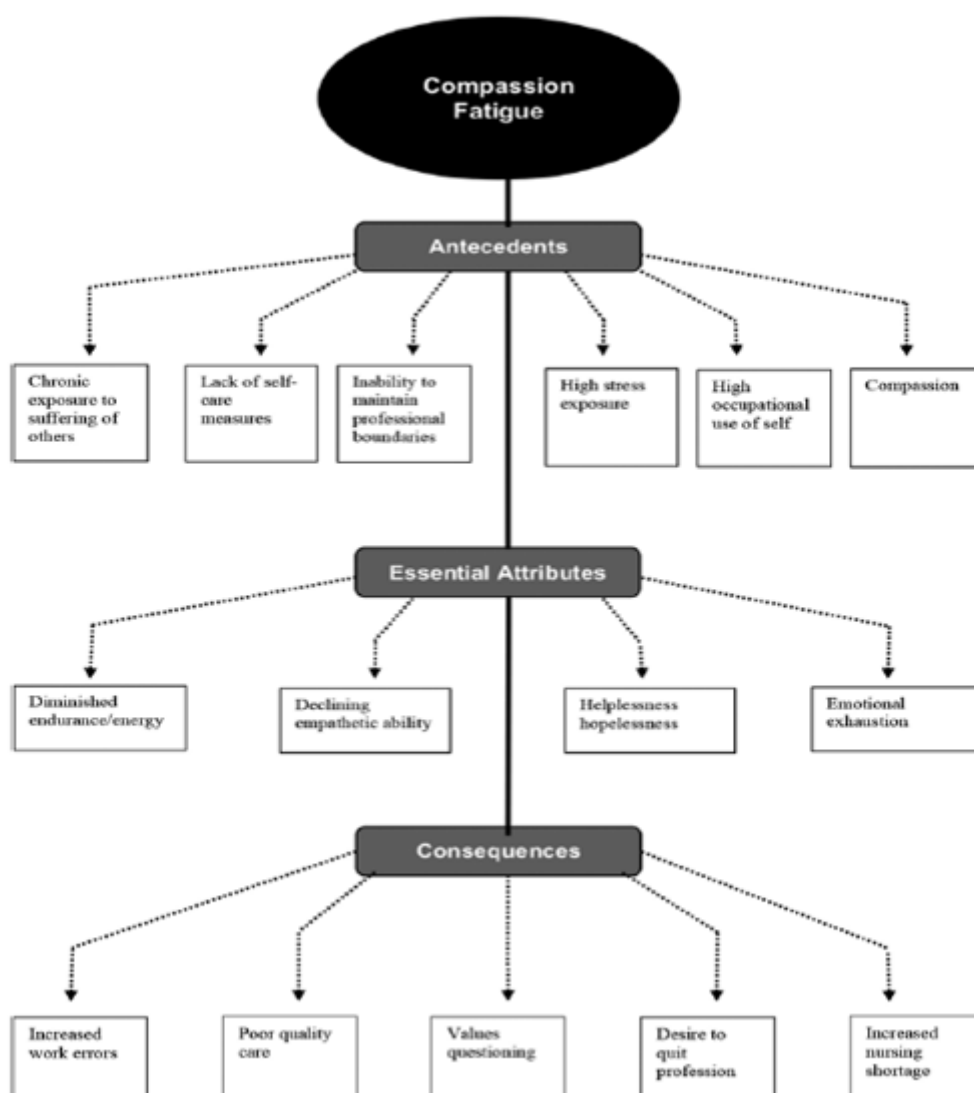 Compassion
Fatigue
Antecedents
Chronic
exposure to
suffering of
others
Lack of self-
care
measures
Inability to
maintain
professional
boundaries
High stress
exposure
High
occupational
use of self
Compassion
Essential Attributes
Diminished
endurance/energy
Declining
empathetic ability
Helplessness
hopelessness
Emotional
exhaustion
Consequences
Increased
work errors
Poor quality
care
Values
questioning
Desire to
quit
profession
Increased
nursing
shortage